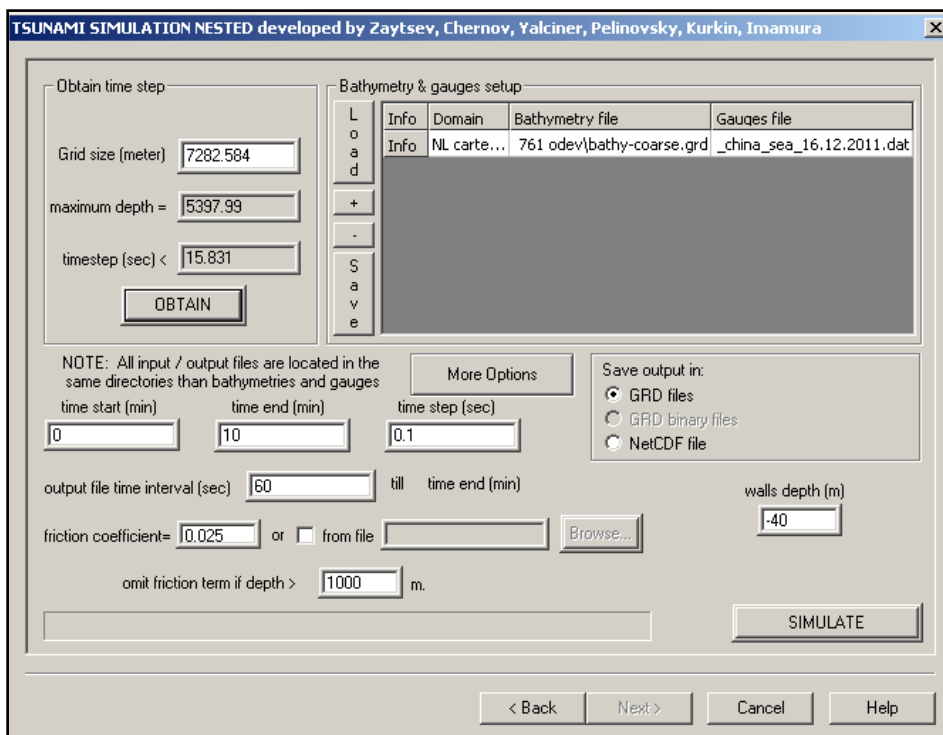 TSUNAMI SIMULATION NESTED developed by Zaytsev, Chernov, Yalciner, Pelinovsky, Kurkin, Imamura
Obtain time step
Grid size (meter) 7282.584
maximum depth = 5397.99
timestep (sec) < 15.831
OBTAIN
Bathymetry & gauges setup
Load
+
-
Save
Info Domain Bathymetry file Gauges file
Info NL carte... 761 odev\bathy-coarse.grd _china_sea_16.12.2011.dat
NOTE: All input / output files are located in the
same directories than bathymetries and gauges
More Options
Save output in:
GRD files
GRD binary files
NetCDF file
time start (min) time end (min) time step (sec)
0 10 0.1
output file time interval (sec) 60 till time end (min)
walls depth (m)
-40
friction coefficient= 0.025 or from file Browse...
omit friction term if depth > 1000 m.
SIMULATE
< Back Next > Cancel Help